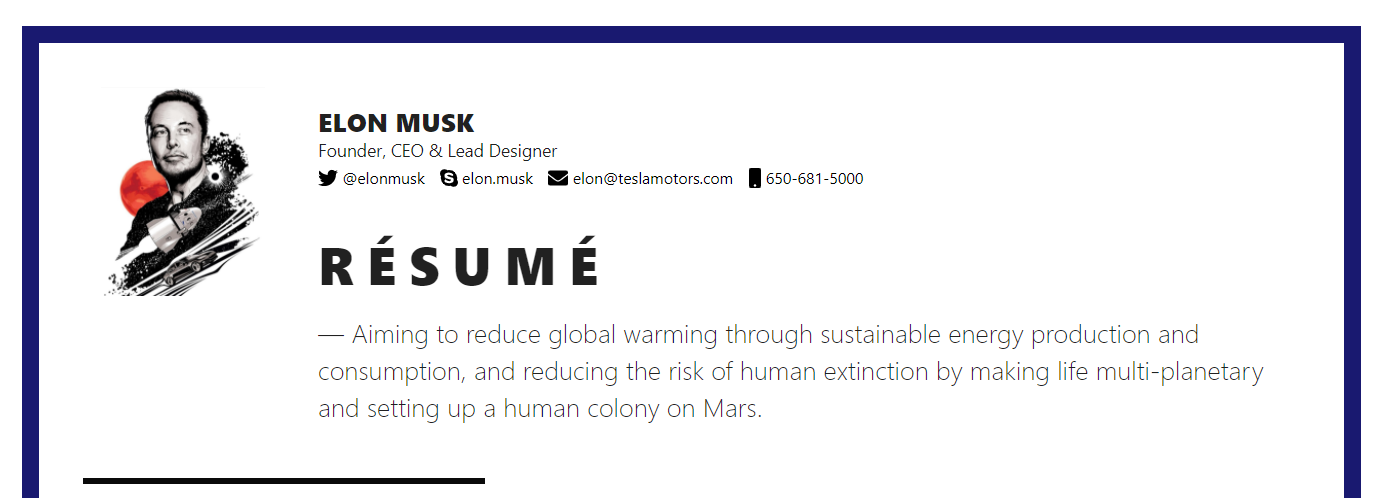 ELON MUSK
Founder, CEO & Lead Designer
@elonmusk elon.musk elon@teslamotors.com 650-681-5000
RÉSUMÉ
— Aiming to reduce global warming through sustainable energy production and
consumption, and reducing the risk of human extinction by making life multi-planetary
and setting up a human colony on Mars.